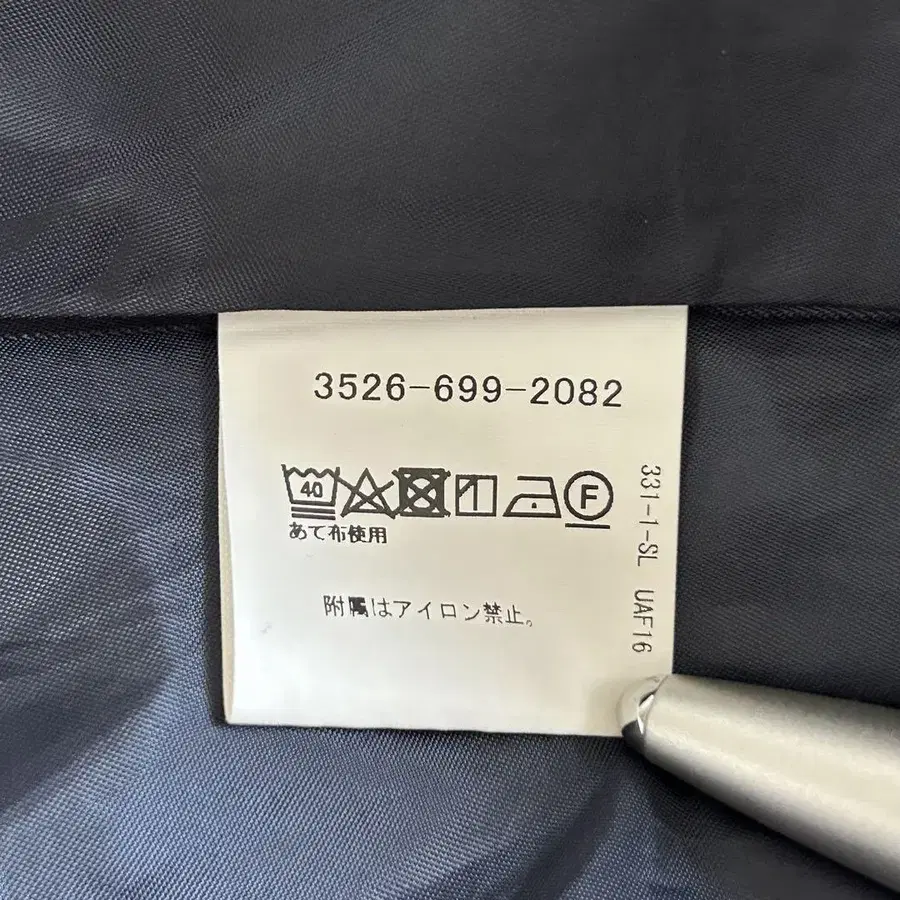 3526-699-2082
40
F
あて布使用
附属はアイロン禁止。
331-1-SL UAF16